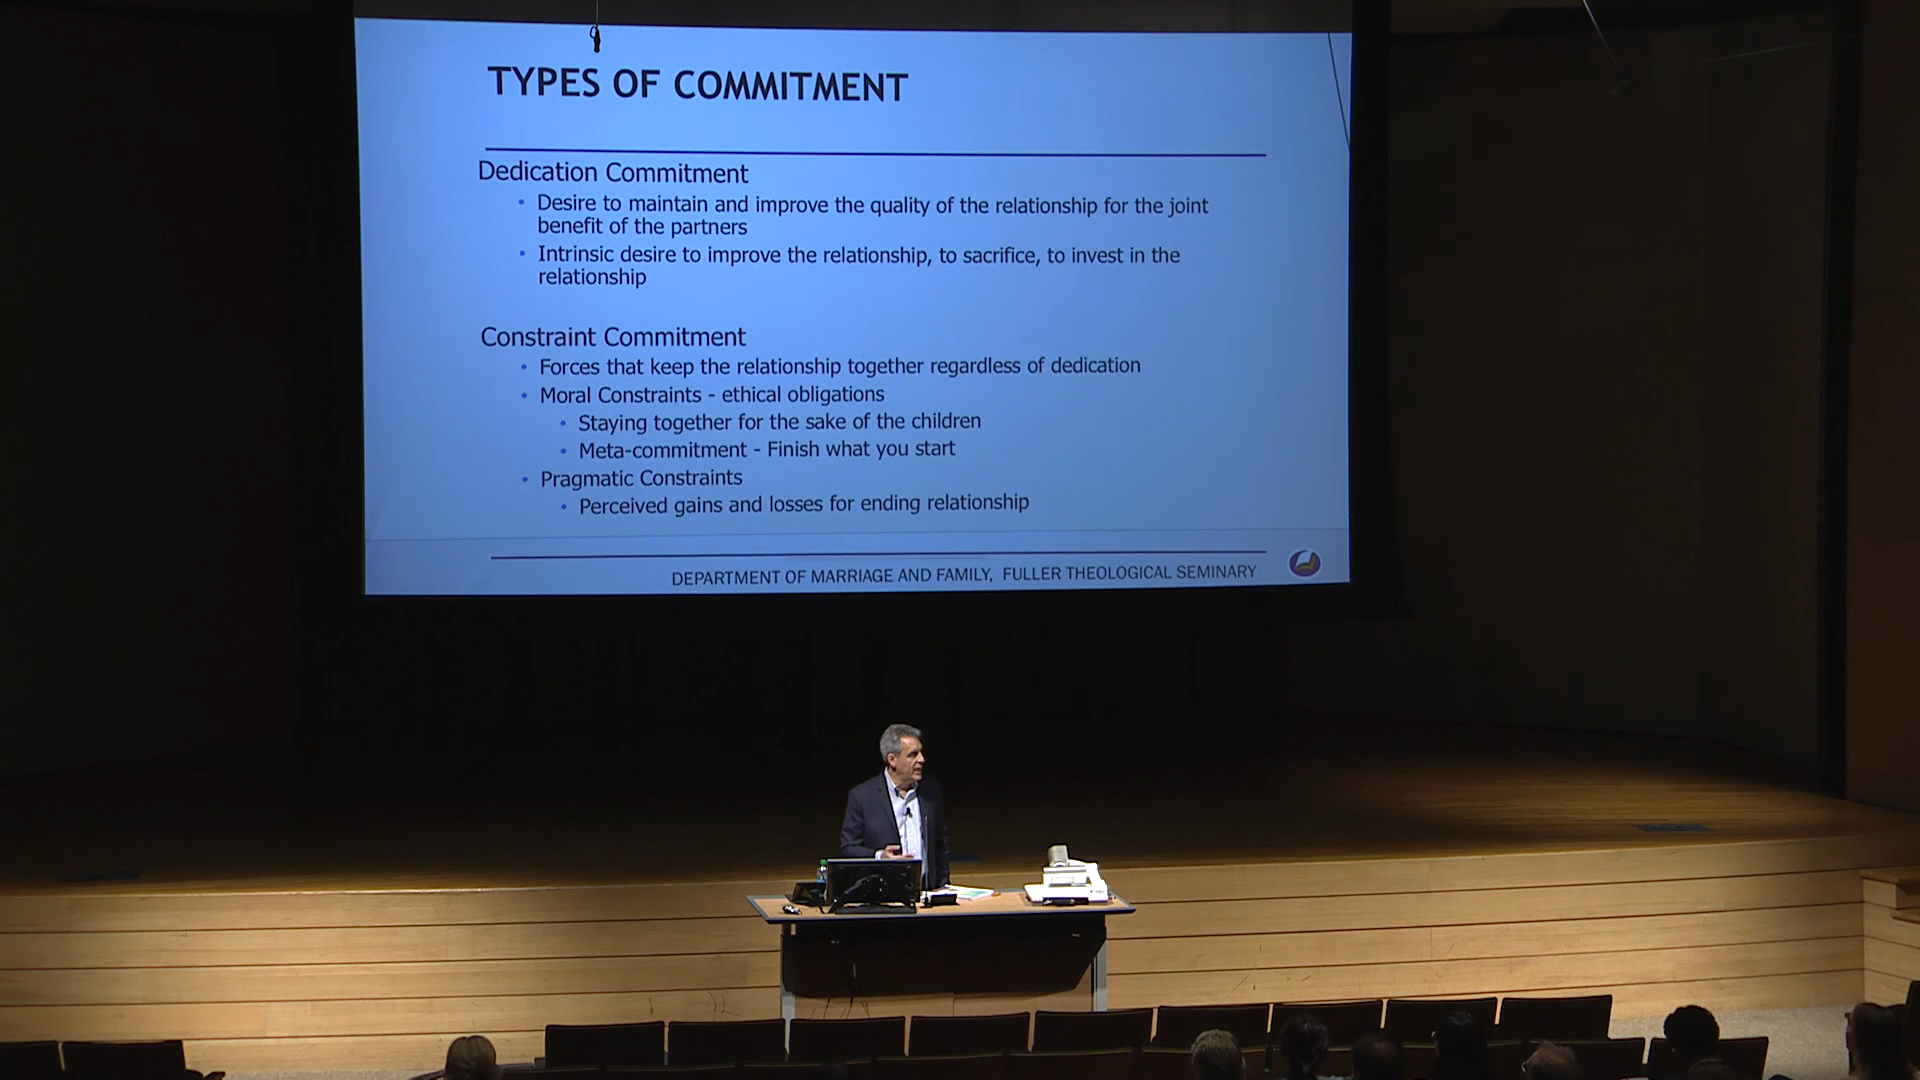 TYPES OF COMMITMENT
Dedication Commitment
• Desire to maintain and improve the quality of the relationship for the joint
benefit of the partners
• Intrinsic desire to improve the relationship, to sacrifice, to invest in the
relationship
Constraint Commitment
• Forces that keep the relationship together regardless of dedication
• Moral Constraints - ethical obligations
• Staying together for the sake of the children
• Meta-commitment - Finish what you start
• Pragmatic Constraints
• Perceived gains and losses for ending relationship
DEPARTMENT OF MARRIAGE AND FAMILY, FULLER THEOLOGICAL SEMINARY